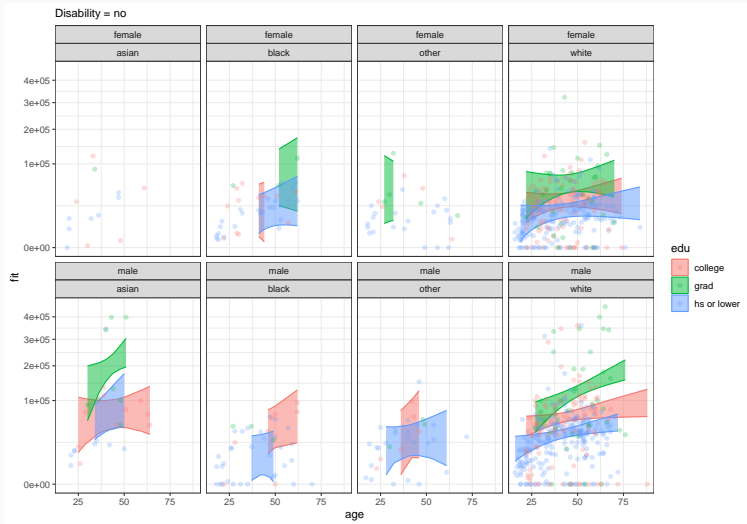 Disability = no
female female female female
asian black other white
4e+05
3e+05
2e+05
1e+05
0e+00
male male male male
asian black other white
4e+05
3e+05
2e+05
1e+05
0e+00
25 50 75 25 50 75 25 50 75 25 50 75
age
fit
edu
college
grad
hs or lower